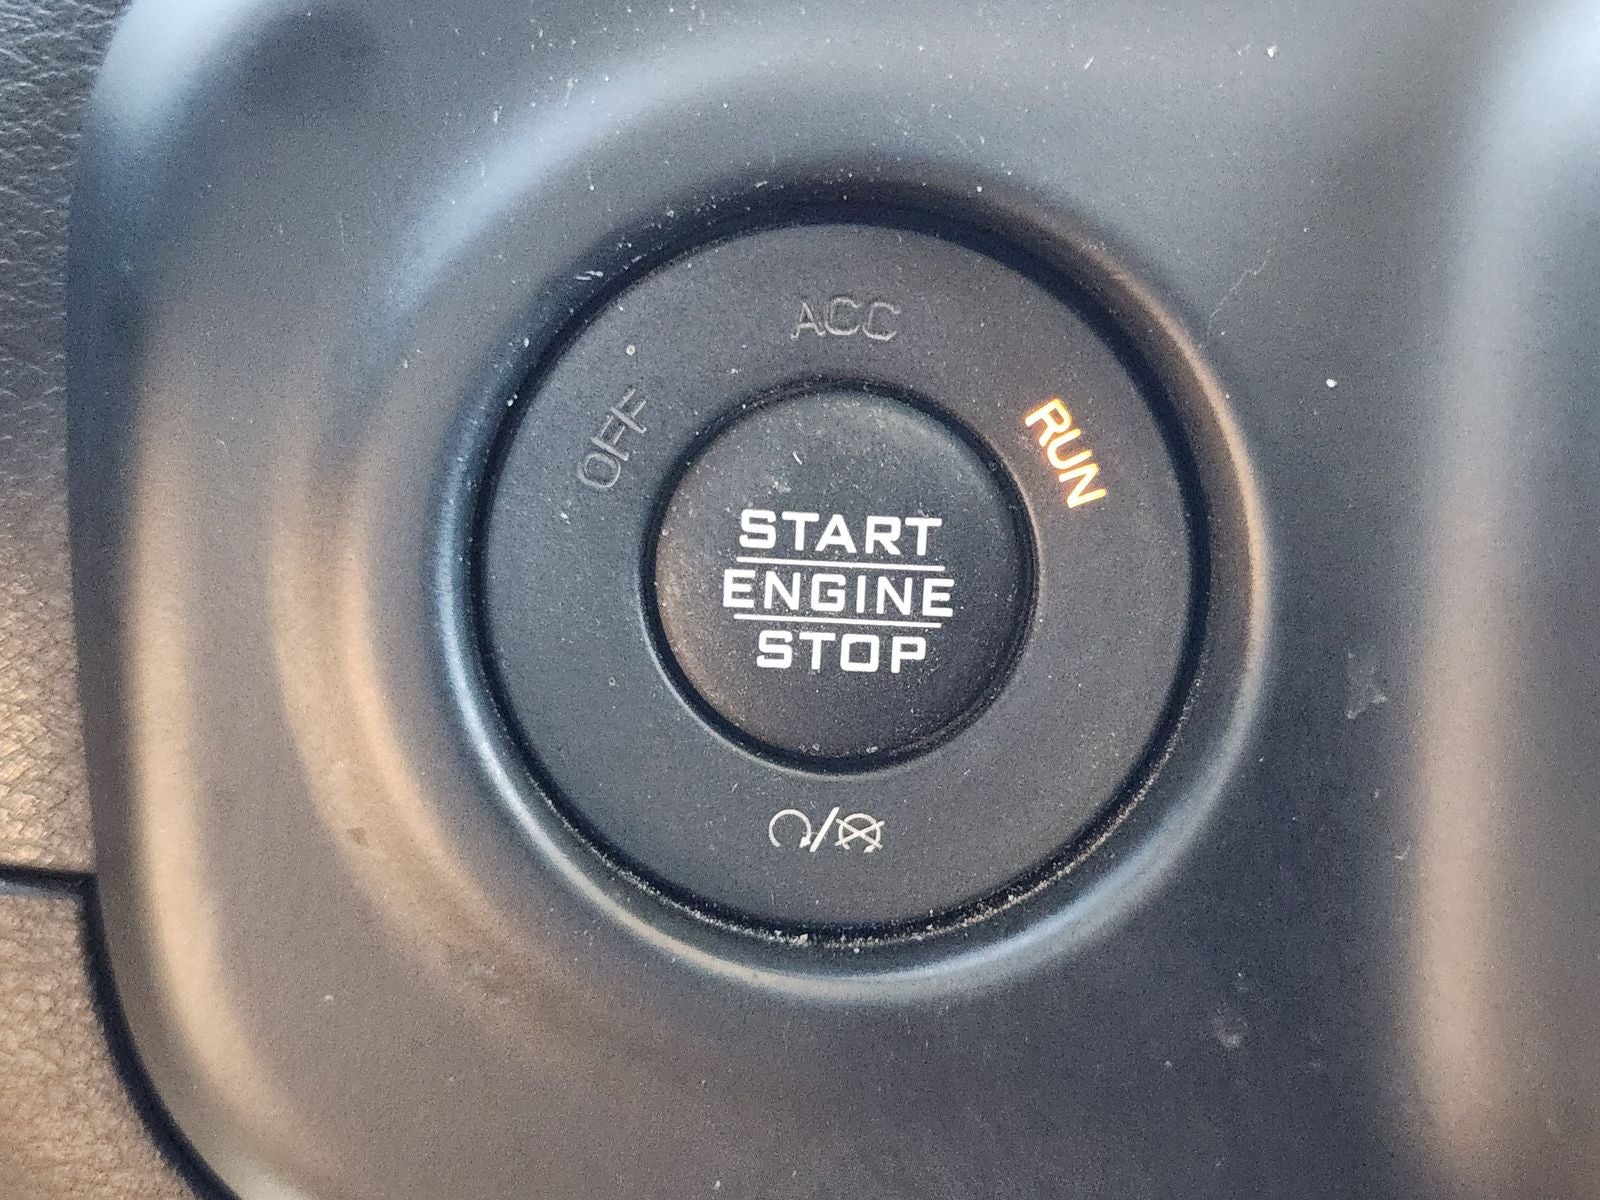 ACC
OFF
RUN
START
ENGINE
STOP